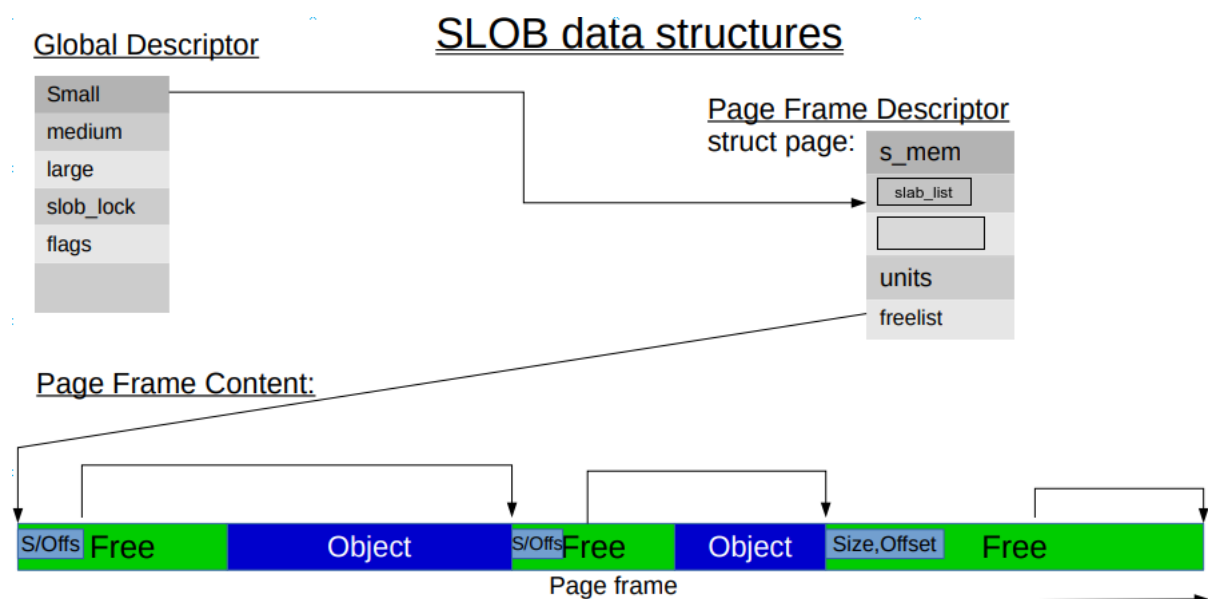 SLOB data structures
Global Descriptor
Small
medium
large
slob_lock
flags
Page Frame Descriptor
struct page:
s_mem
slab_list
units
freelist
Page Frame Content:
S/Offs Free Object S/Offs Free Object Size,Offset Free
Page frame